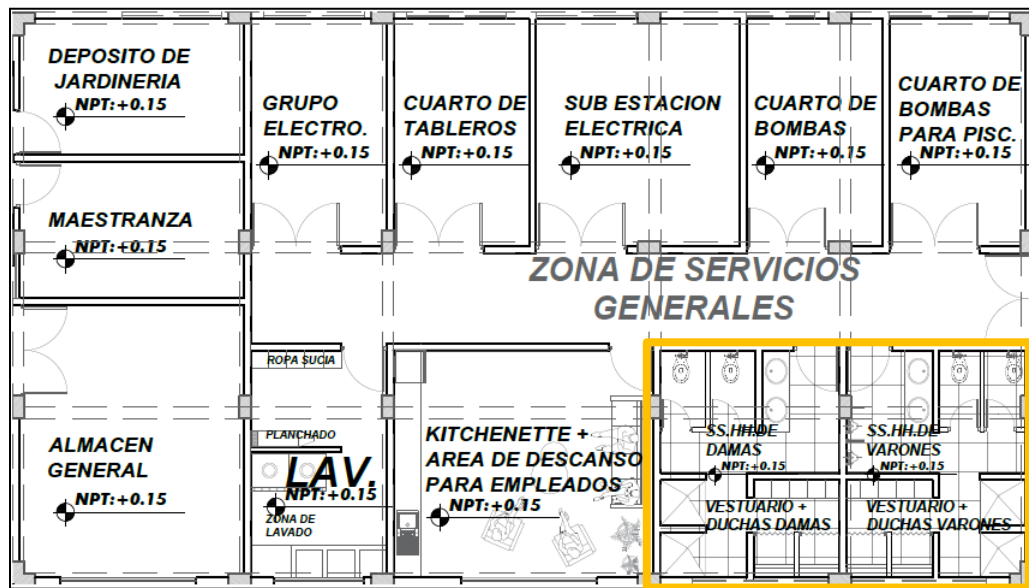 DEPOSITO DE
JARDINERIA
NPT:+0.15
GRUPO
ELECTRO.
NPT:+0.15
CUARTO DE
TABLEROS
NPT:+0.15
SUB ESTACION
ELECTRICA
NPT:+0.15
CUARTO DE
BOMBAS
NPT:+0.15
CUARTO DE
BOMBAS
PARA PISC.
NPT:+0.15
MAESTRANZA
NPT:+0.15
ZONA DE SERVICIOS
GENERALES
ALMACEN
GENERAL
NPT:+0.15
ROPA SUCIA
PLANCHADO
LAV.
NPT:+0.15
ZONA DE
LAVADO
KITCHENETTE +
AREA DE DESCANSO
PARA EMPLEADOS
NPT:+0.15
SS.HH.DE
DAMAS
NPT:+0.15
SS.HH.DE
VARONES
NPT:+0.15
VESTUARIO +
DUCHAS DAMAS
VESTUARIO +
DUCHAS VARONES